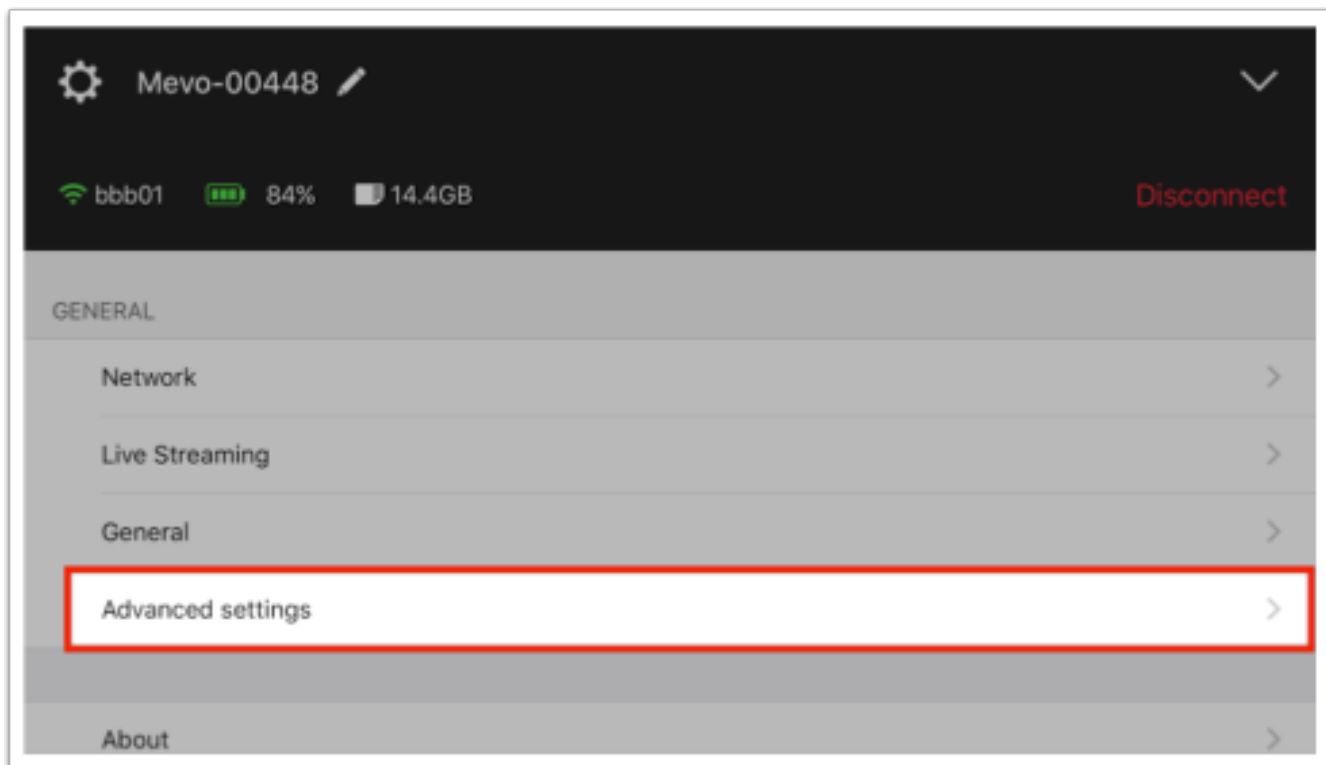 Mevo-00448
bbb01 84% 14.4GB Disconnect
GENERAL
Network
Live Streaming
General
Advanced settings
About